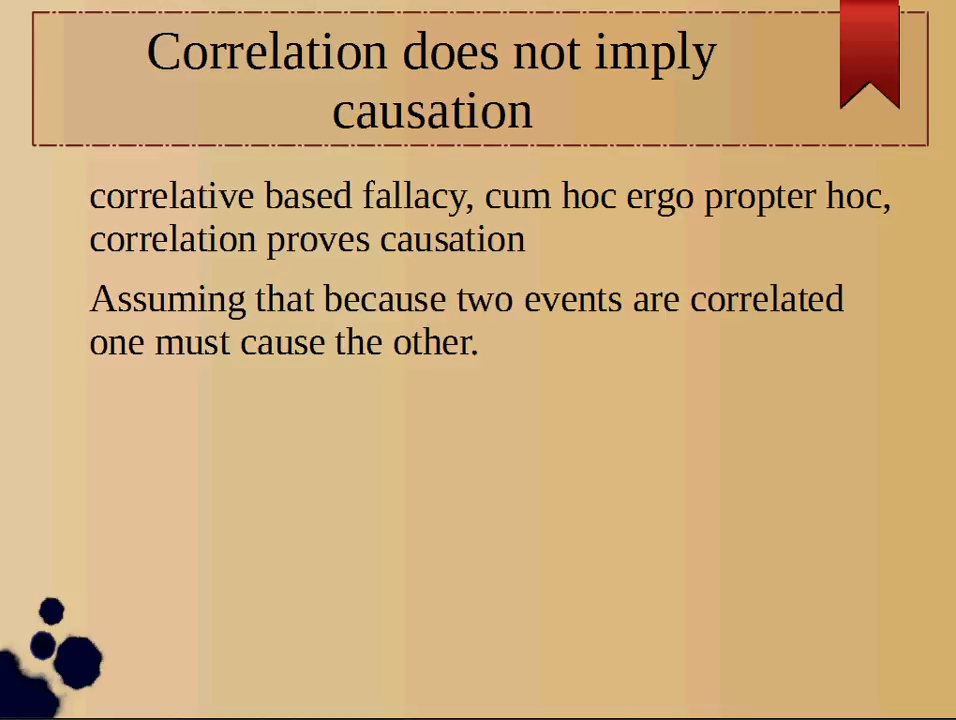 Correlation does not imply
causation
correlative based fallacy, cum hoc ergo propter hoc,
correlation proves causation
Assuming that because two events are correlated
one must cause the other.